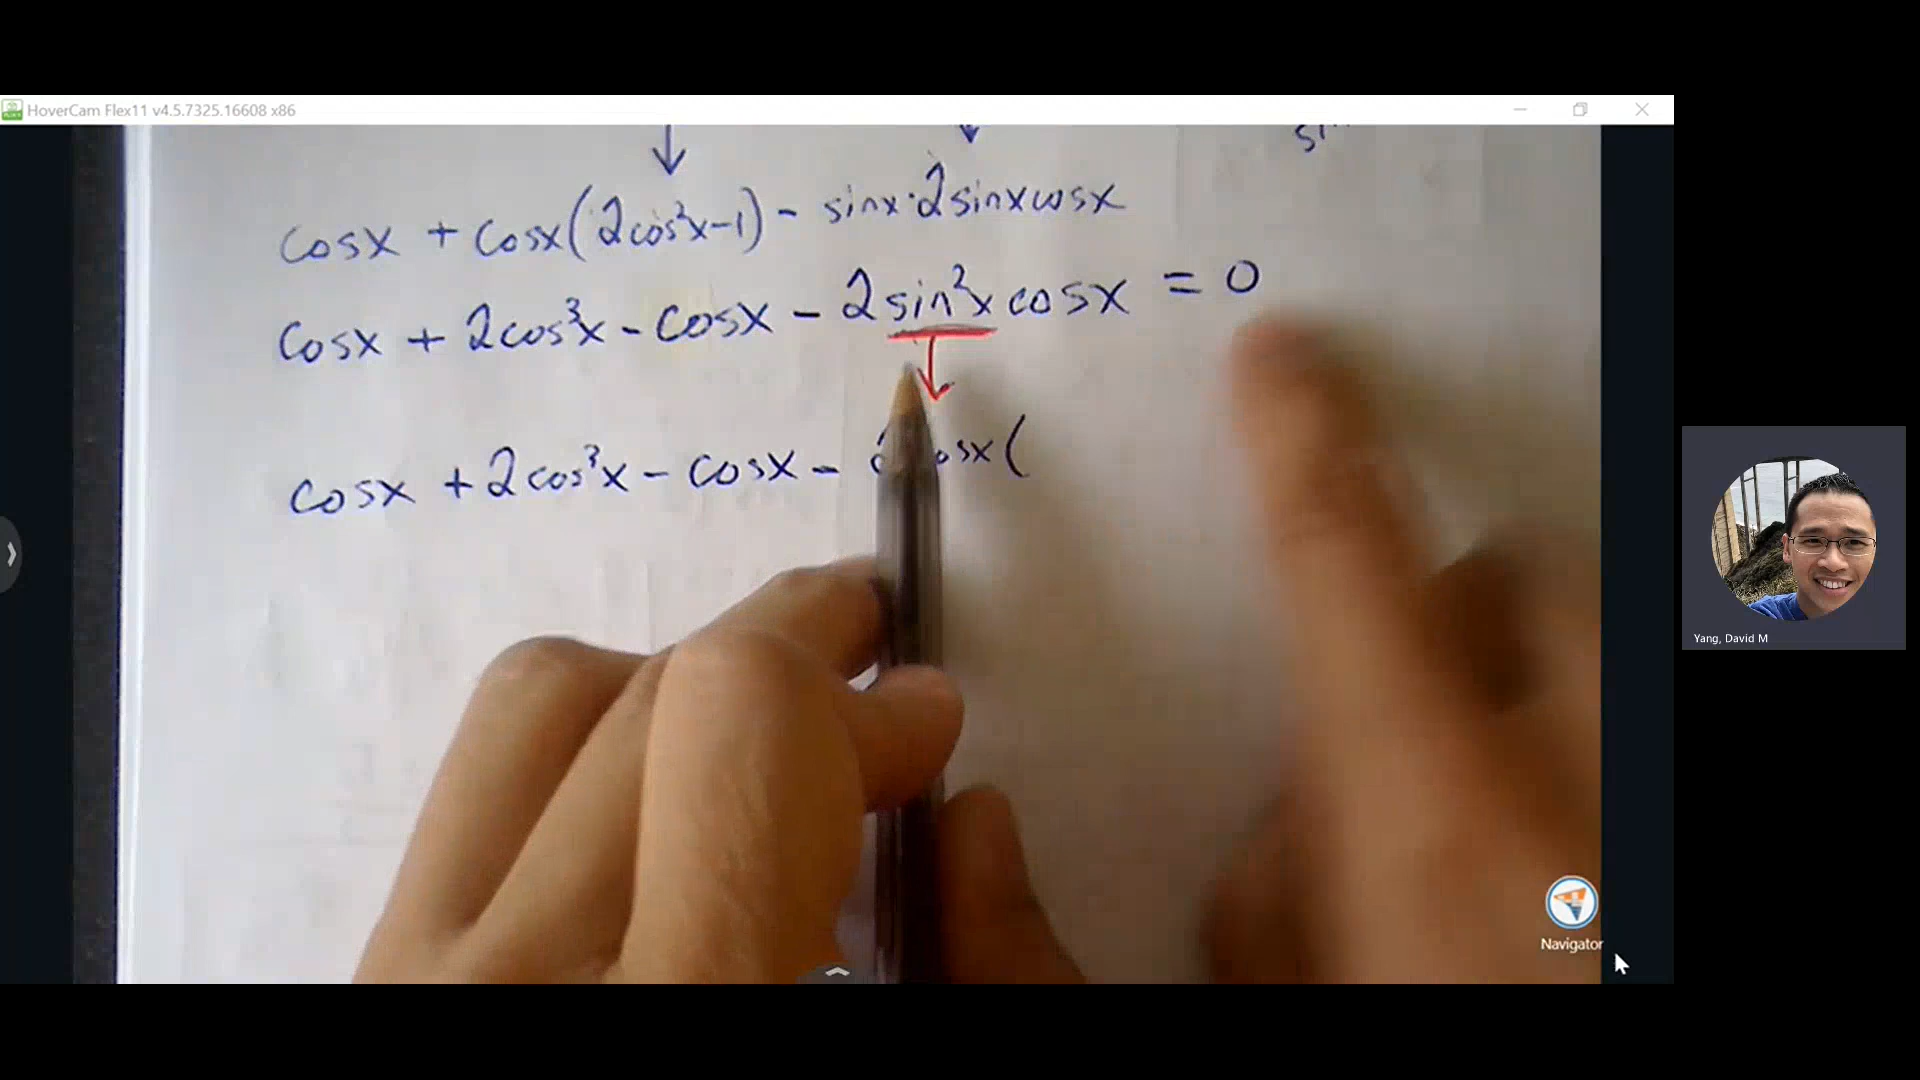 HoverCam Flex11 v4.5.7325.16608 x86
cosx + cosx(2cos²x-1) - sinx·2sinxcosx
cosx + 2cos³x - cosx - 2sin²x cosx = 0
cosx + 2cos³x - cosx - 2cosx(
Yang, David M
Navigator